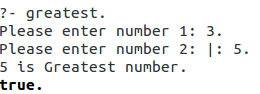 ?- greatest.
Please enter number 1: 3.
Please enter number 2: |: 5.
5 is Greatest number.
true.